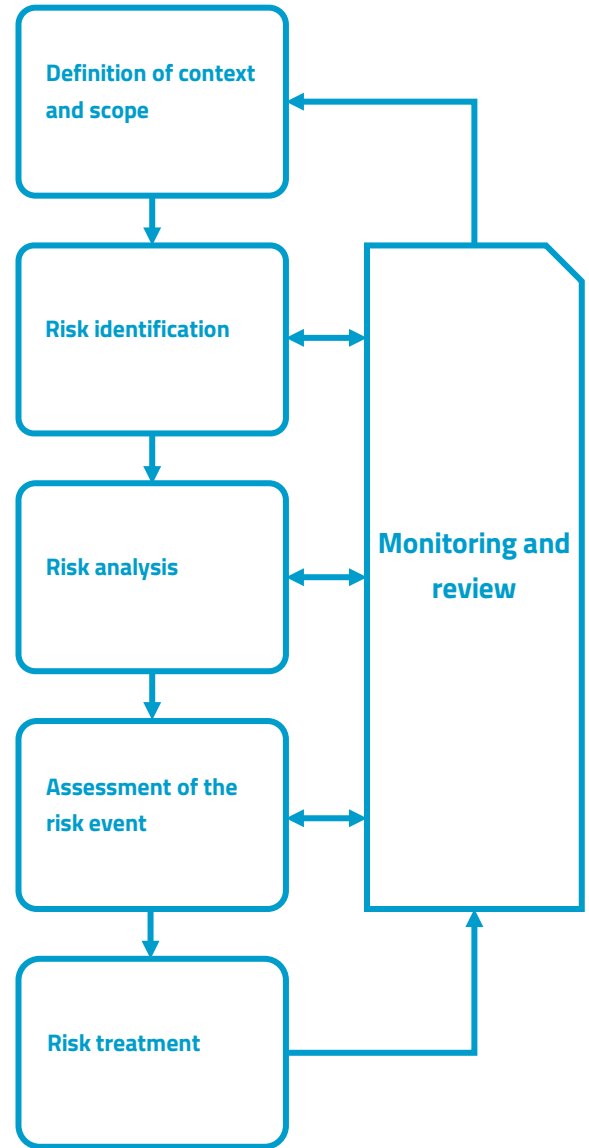 Definition of context
and scope
Risk identification
Risk analysis
Monitoring and
review
Assessment of the
risk event
Risk treatment